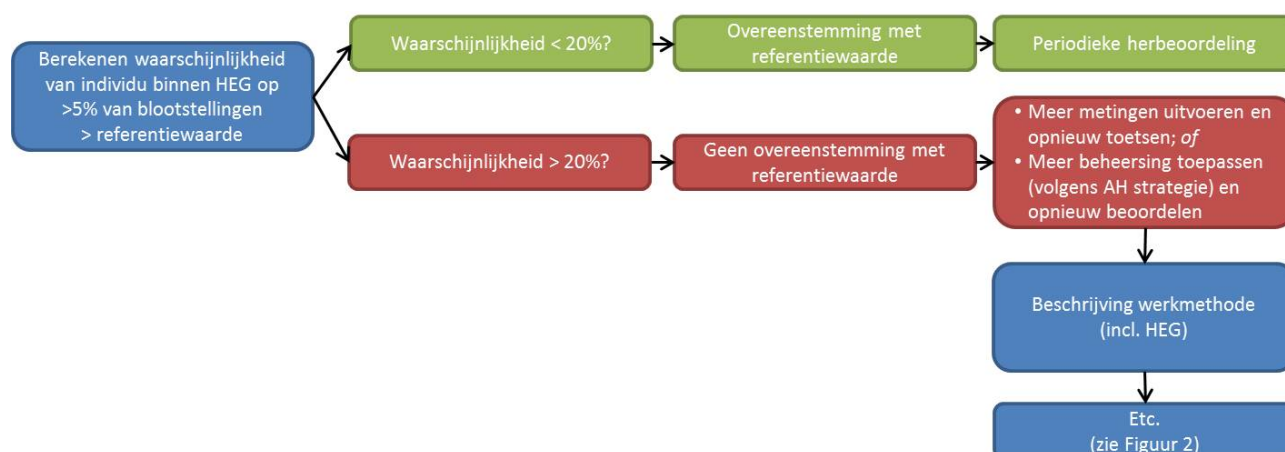 Berekenen waarschijnlijkheid
van individu binnen HEG op
>5% van blootstellingen
> referentiewaarde
Waarschijnlijkheid < 20%?
Overeenstemming met
referentiewaarde
Periodieke herbeoordeling
Waarschijnlijkheid > 20%?
Geen overeenstemming met
referentiewaarde
• Meer metingen uitvoeren en
opnieuw toetsen; of
• Meer beheersing toepassen
(volgens AH strategie) en
opnieuw beoordelen
Beschrijving werkmethode
(incl. HEG)
Etc.
(zie Figuur 2)